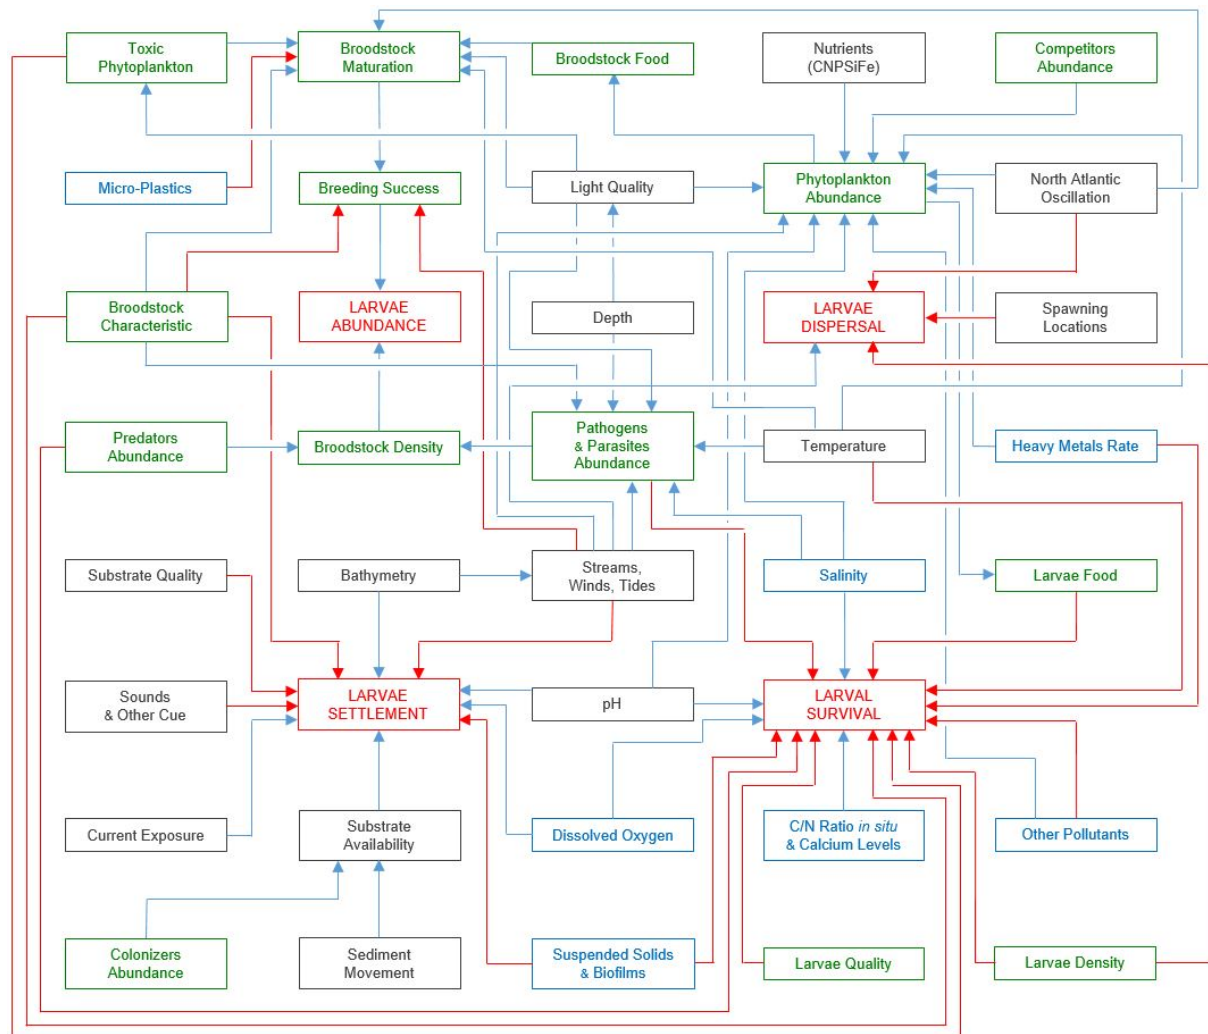 Toxic
Phytoplankton
Broodstock
Maturation
Broodstock Food
Nutrients
(CNPSiFe)
Competitors
Abundance
Micro-Plastics
Breeding Success
Light Quality
Phytoplankton
Abundance
North Atlantic
Oscillation
Broodstock
Characteristic
LARVAE
ABUNDANCE
Depth
LARVAE
DISPERSAL
Spawning
Locations
Predators
Abundance
Broodstock Density
Pathogens
& Parasites
Abundance
Temperature
Heavy Metals Rate
Substrate Quality
Bathymetry
Streams,
Winds, Tides
Salinity
Larvae Food
Sounds
& Other Cue
LARVAE
SETTLEMENT
pH
LARVAL
SURVIVAL
Current Exposure
Substrate
Availability
Dissolved Oxygen
C/N Ratio in situ
& Calcium Levels
Other Pollutants
Colonizers
Abundance
Sediment
Movement
Suspended Solids
& Biofilms
Larvae Quality
Larvae Density